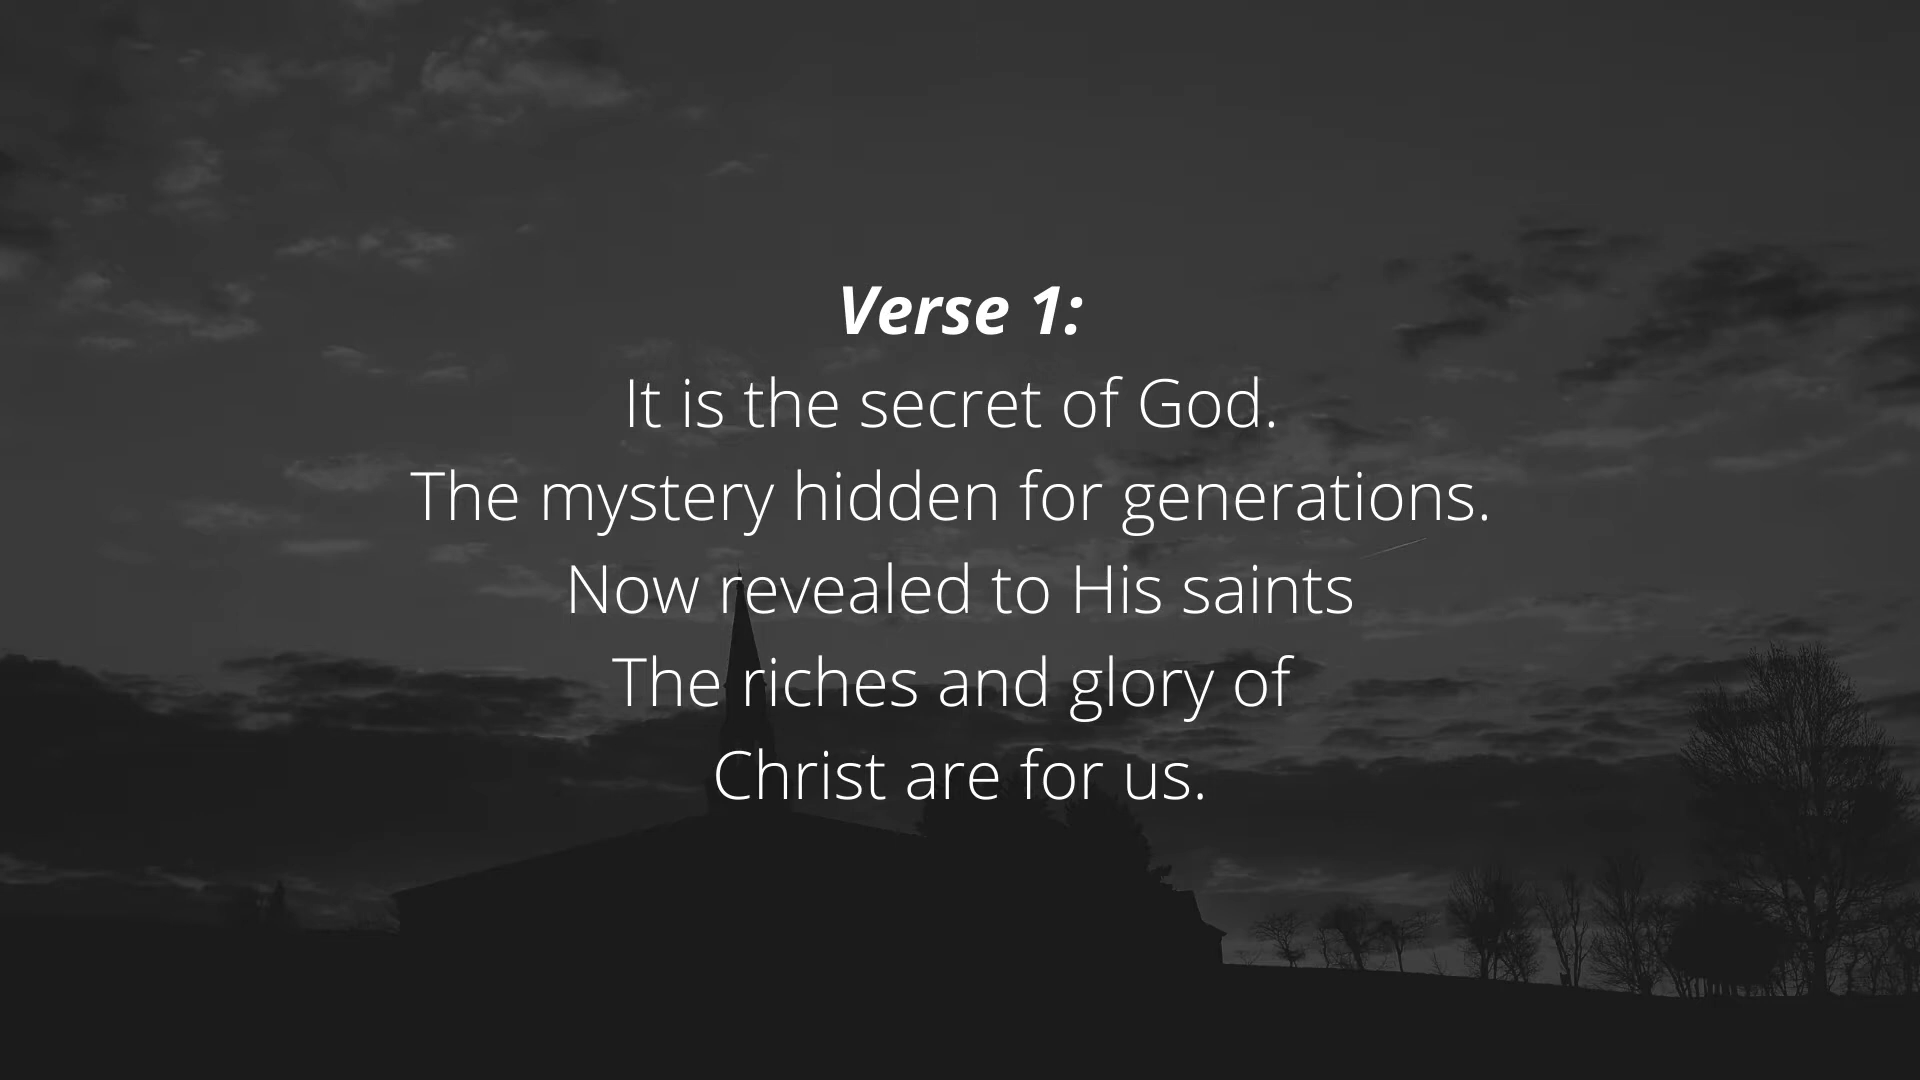 Verse 1:
It is the secret of God.
The mystery hidden for generations.
Now revealed to His saints
The riches and glory of
Christ are for us.